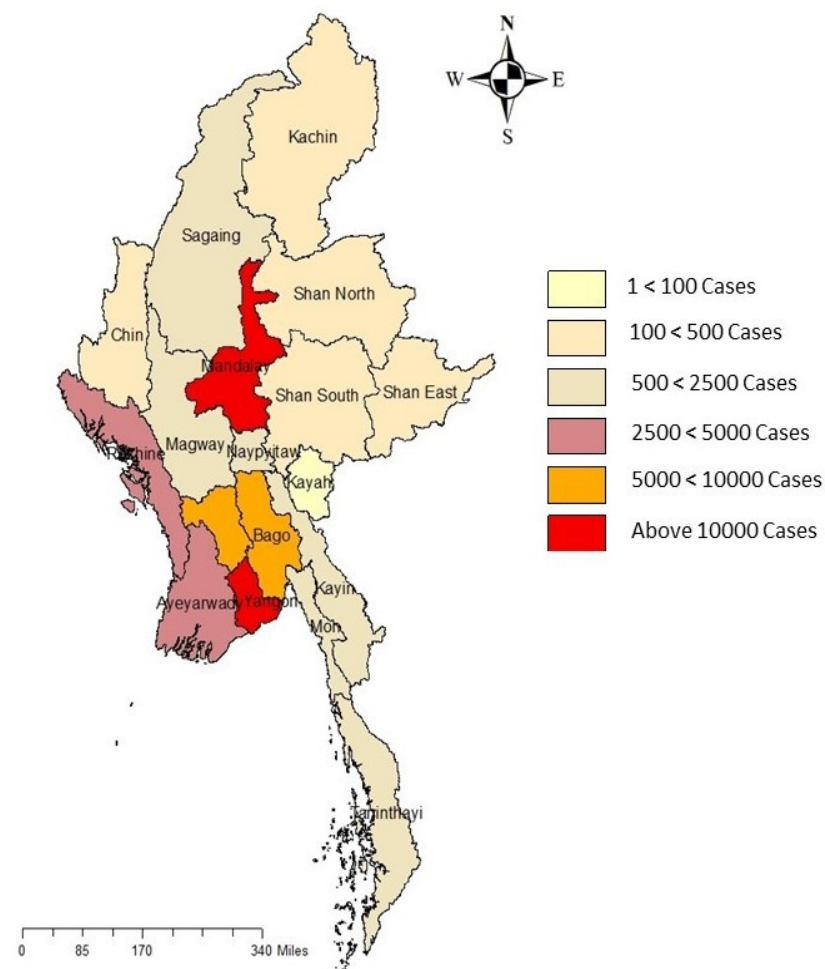 N
W E
S
Kachin
Sagaing
Shan North
Chin
Mandalay
Shan South
Shan East
Magway
Naypyitaw
Rakhine
Kayah
Bago
Ayeyarwady
Yangon
Kayin
Mon
Taninthayi
1 < 100 Cases
100 < 500 Cases
500 < 2500 Cases
2500 < 5000 Cases
5000 < 10000 Cases
Above 10000 Cases
0 85 170 340 Miles